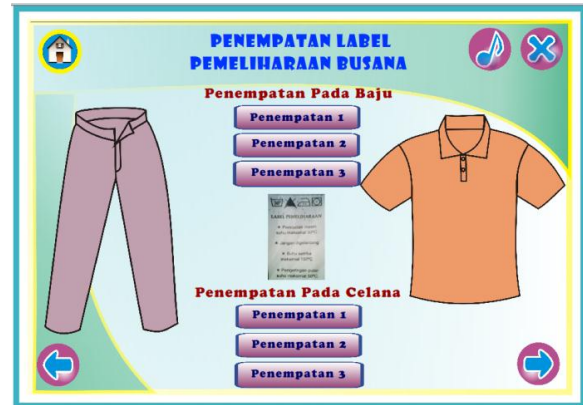 PENEMPATAN LABEL
PEMELIHARAAN BUSANA
Penempatan Pada Baju
Penempatan 1
Penempatan 2
Penempatan 3
Penempatan Pada Celana
Penempatan 1
Penempatan 2
Penempatan 3